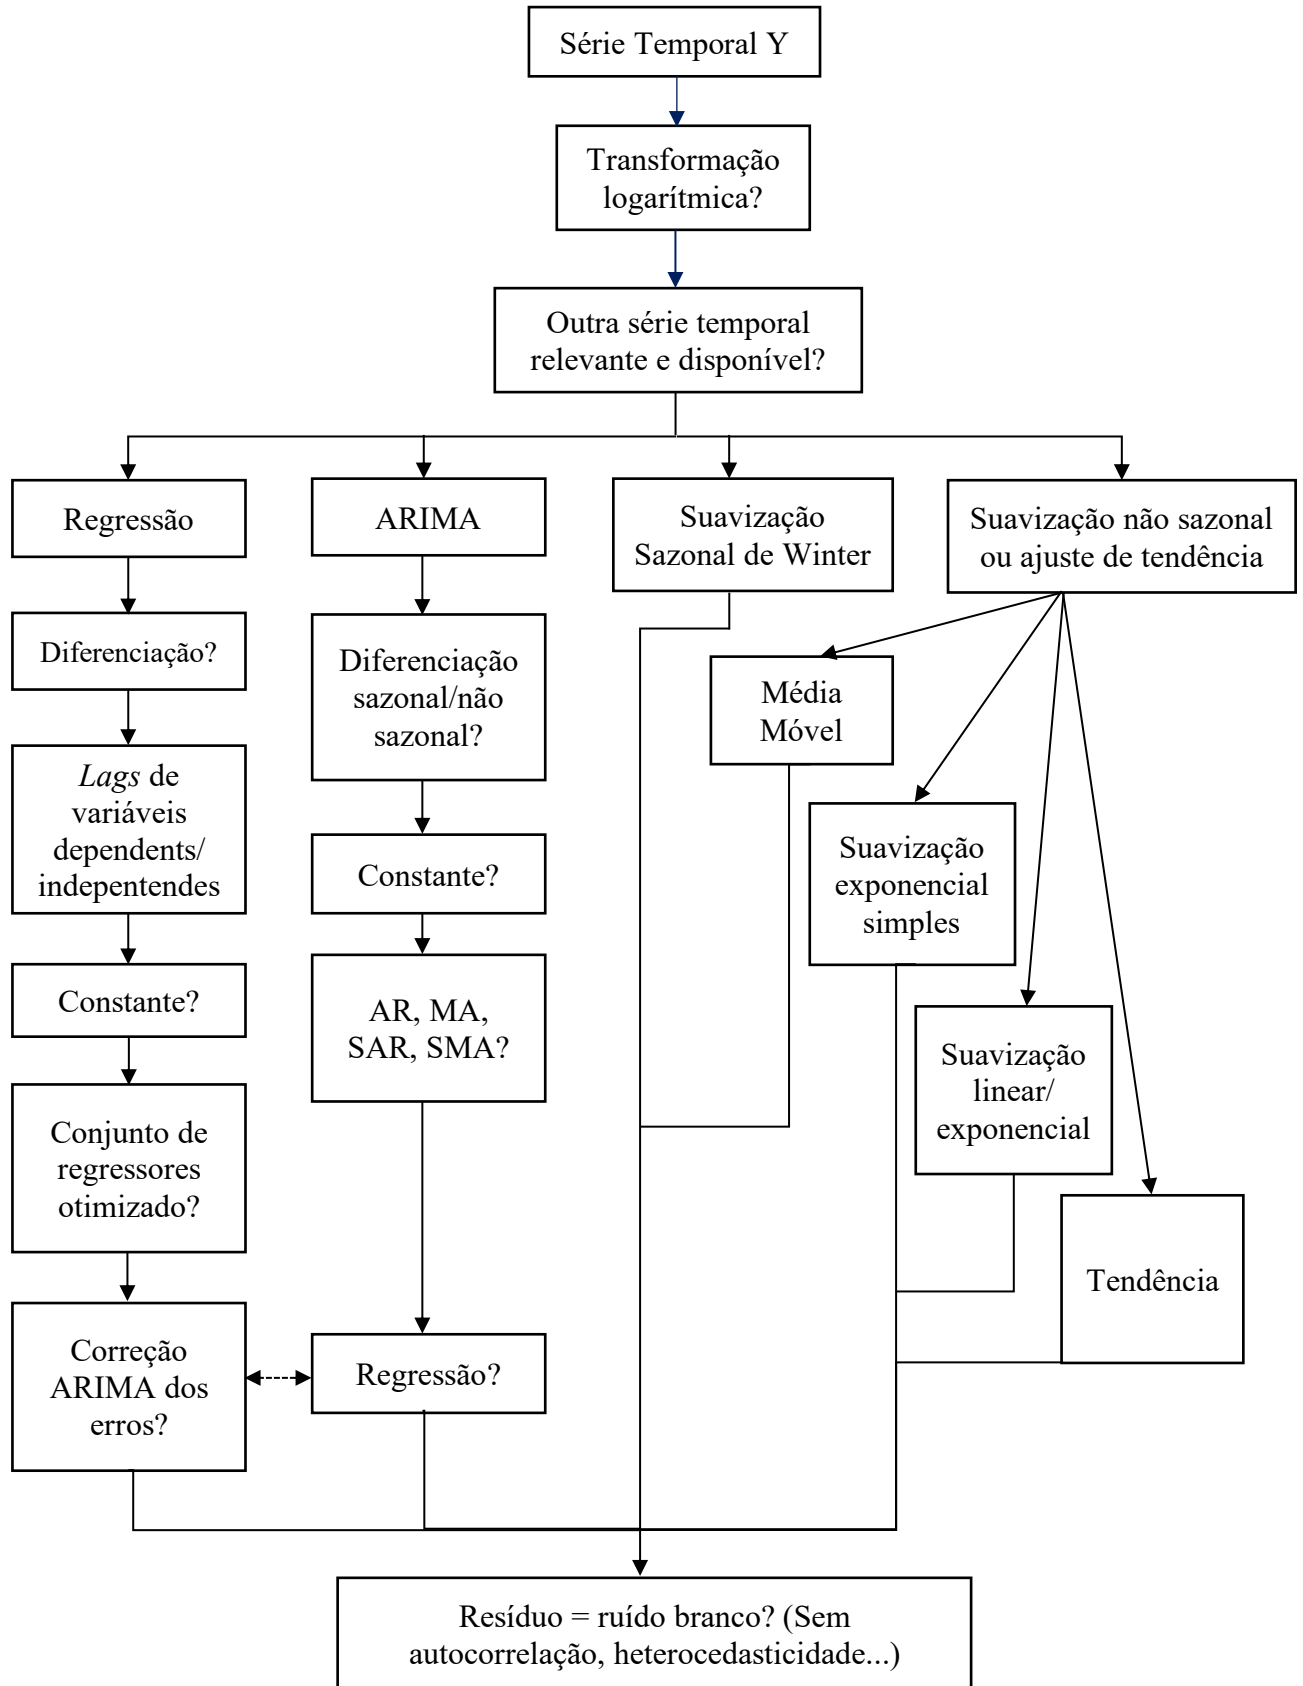 Série Temporal Y
Transformação
logarítmica?
Outra série temporal
relevante e disponível?
Regressão
ARIMA
Suavização
Sazonal de Winter
Suavização não sazonal
ou ajuste de tendência
Diferenciação?
Diferenciação
sazonal/não
sazonal?
Média
Móvel
Lags de
variáveis
dependents/
indepentendes
Constante?
Suavização
exponencial
simples
Constante?
AR, MA,
SAR, SMA?
Suavização
linear/
exponencial
Conjunto de
regressores
otimizado?
Tendência
Correção
ARIMA dos
erros?
Regressão?
Resíduo = ruído branco? (Sem
autocorrelação, heterocedasticidade...)